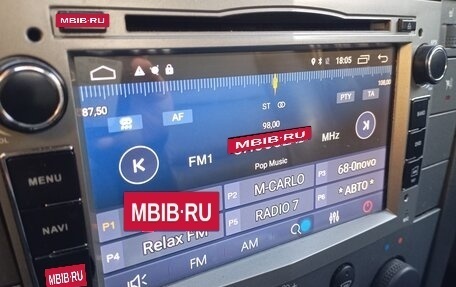 MBIB·RU
18:05
87,50
108,00
ST
PTY
TA
AF
98,00
FM1
MBIB·RU
MHz
Pop Music
MENU
P1
MBIB·RU
P2
M-CARLO
P3
68-Onovo
NAVI
P4
Relax FM
P5
RADIO 7
P6
*АВТО*
FM
AM
MBIB·RU